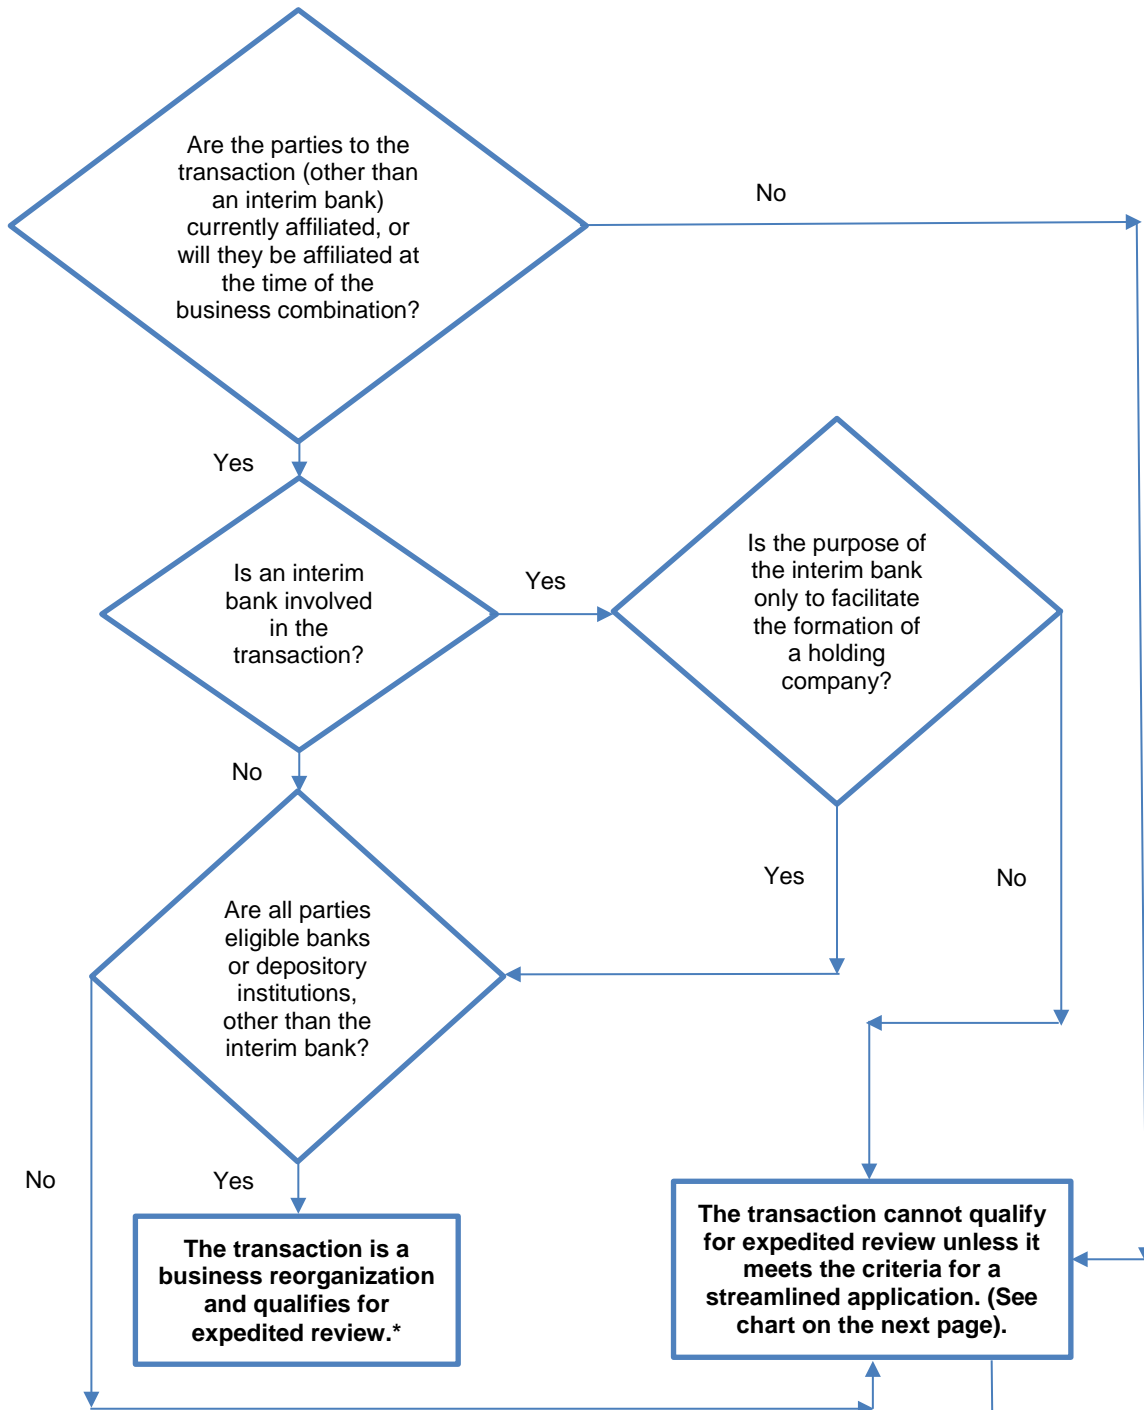 Are the parties to the
transaction (other than
an interim bank)
currently affiliated, or
will they be affiliated at
the time of the
business combination?
No
Yes
Is an interim
bank involved
in the
transaction?
Yes
Is the purpose of
the interim bank
only to facilitate
the formation of
a holding
company?
No
Yes
No
Are all parties
eligible banks
or depository
institutions,
other than the
interim bank?
No
Yes
The transaction is a
business reorganization
and qualifies for
expedited review.*
The transaction cannot qualify
for expedited review unless it
meets the criteria for a
streamlined application. (See
chart on the next page).